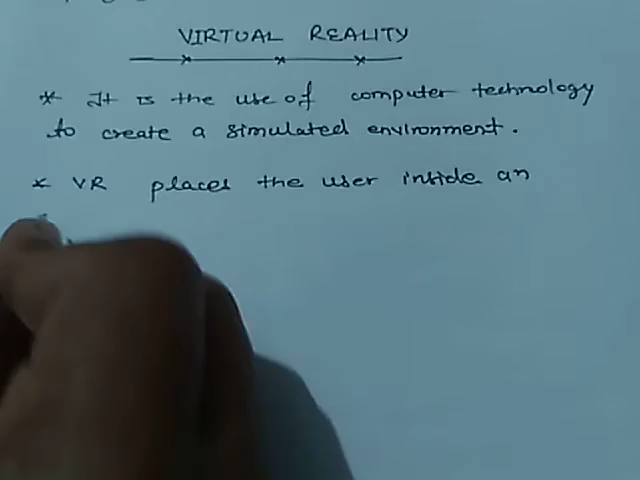 VIRTUAL REALITY
* It is the use of computer technology
to create a simulated environment.
* VR places the user inside an